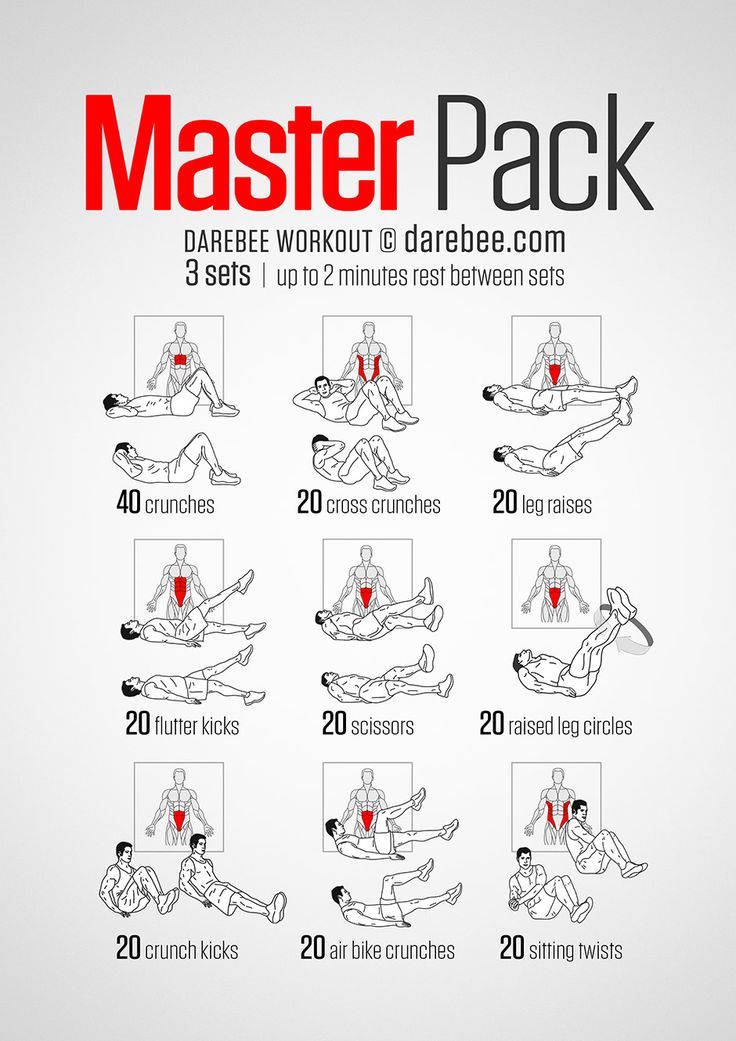 Master Pack
DAREBEE WORKOUT © darebee.com
3 sets | up to 2 minutes rest between sets
40 crunches
20 cross crunches
20 leg raises
20 flutter kicks
20 scissors
20 raised leg circles
20 crunch kicks
20 air bike crunches
20 sitting twists